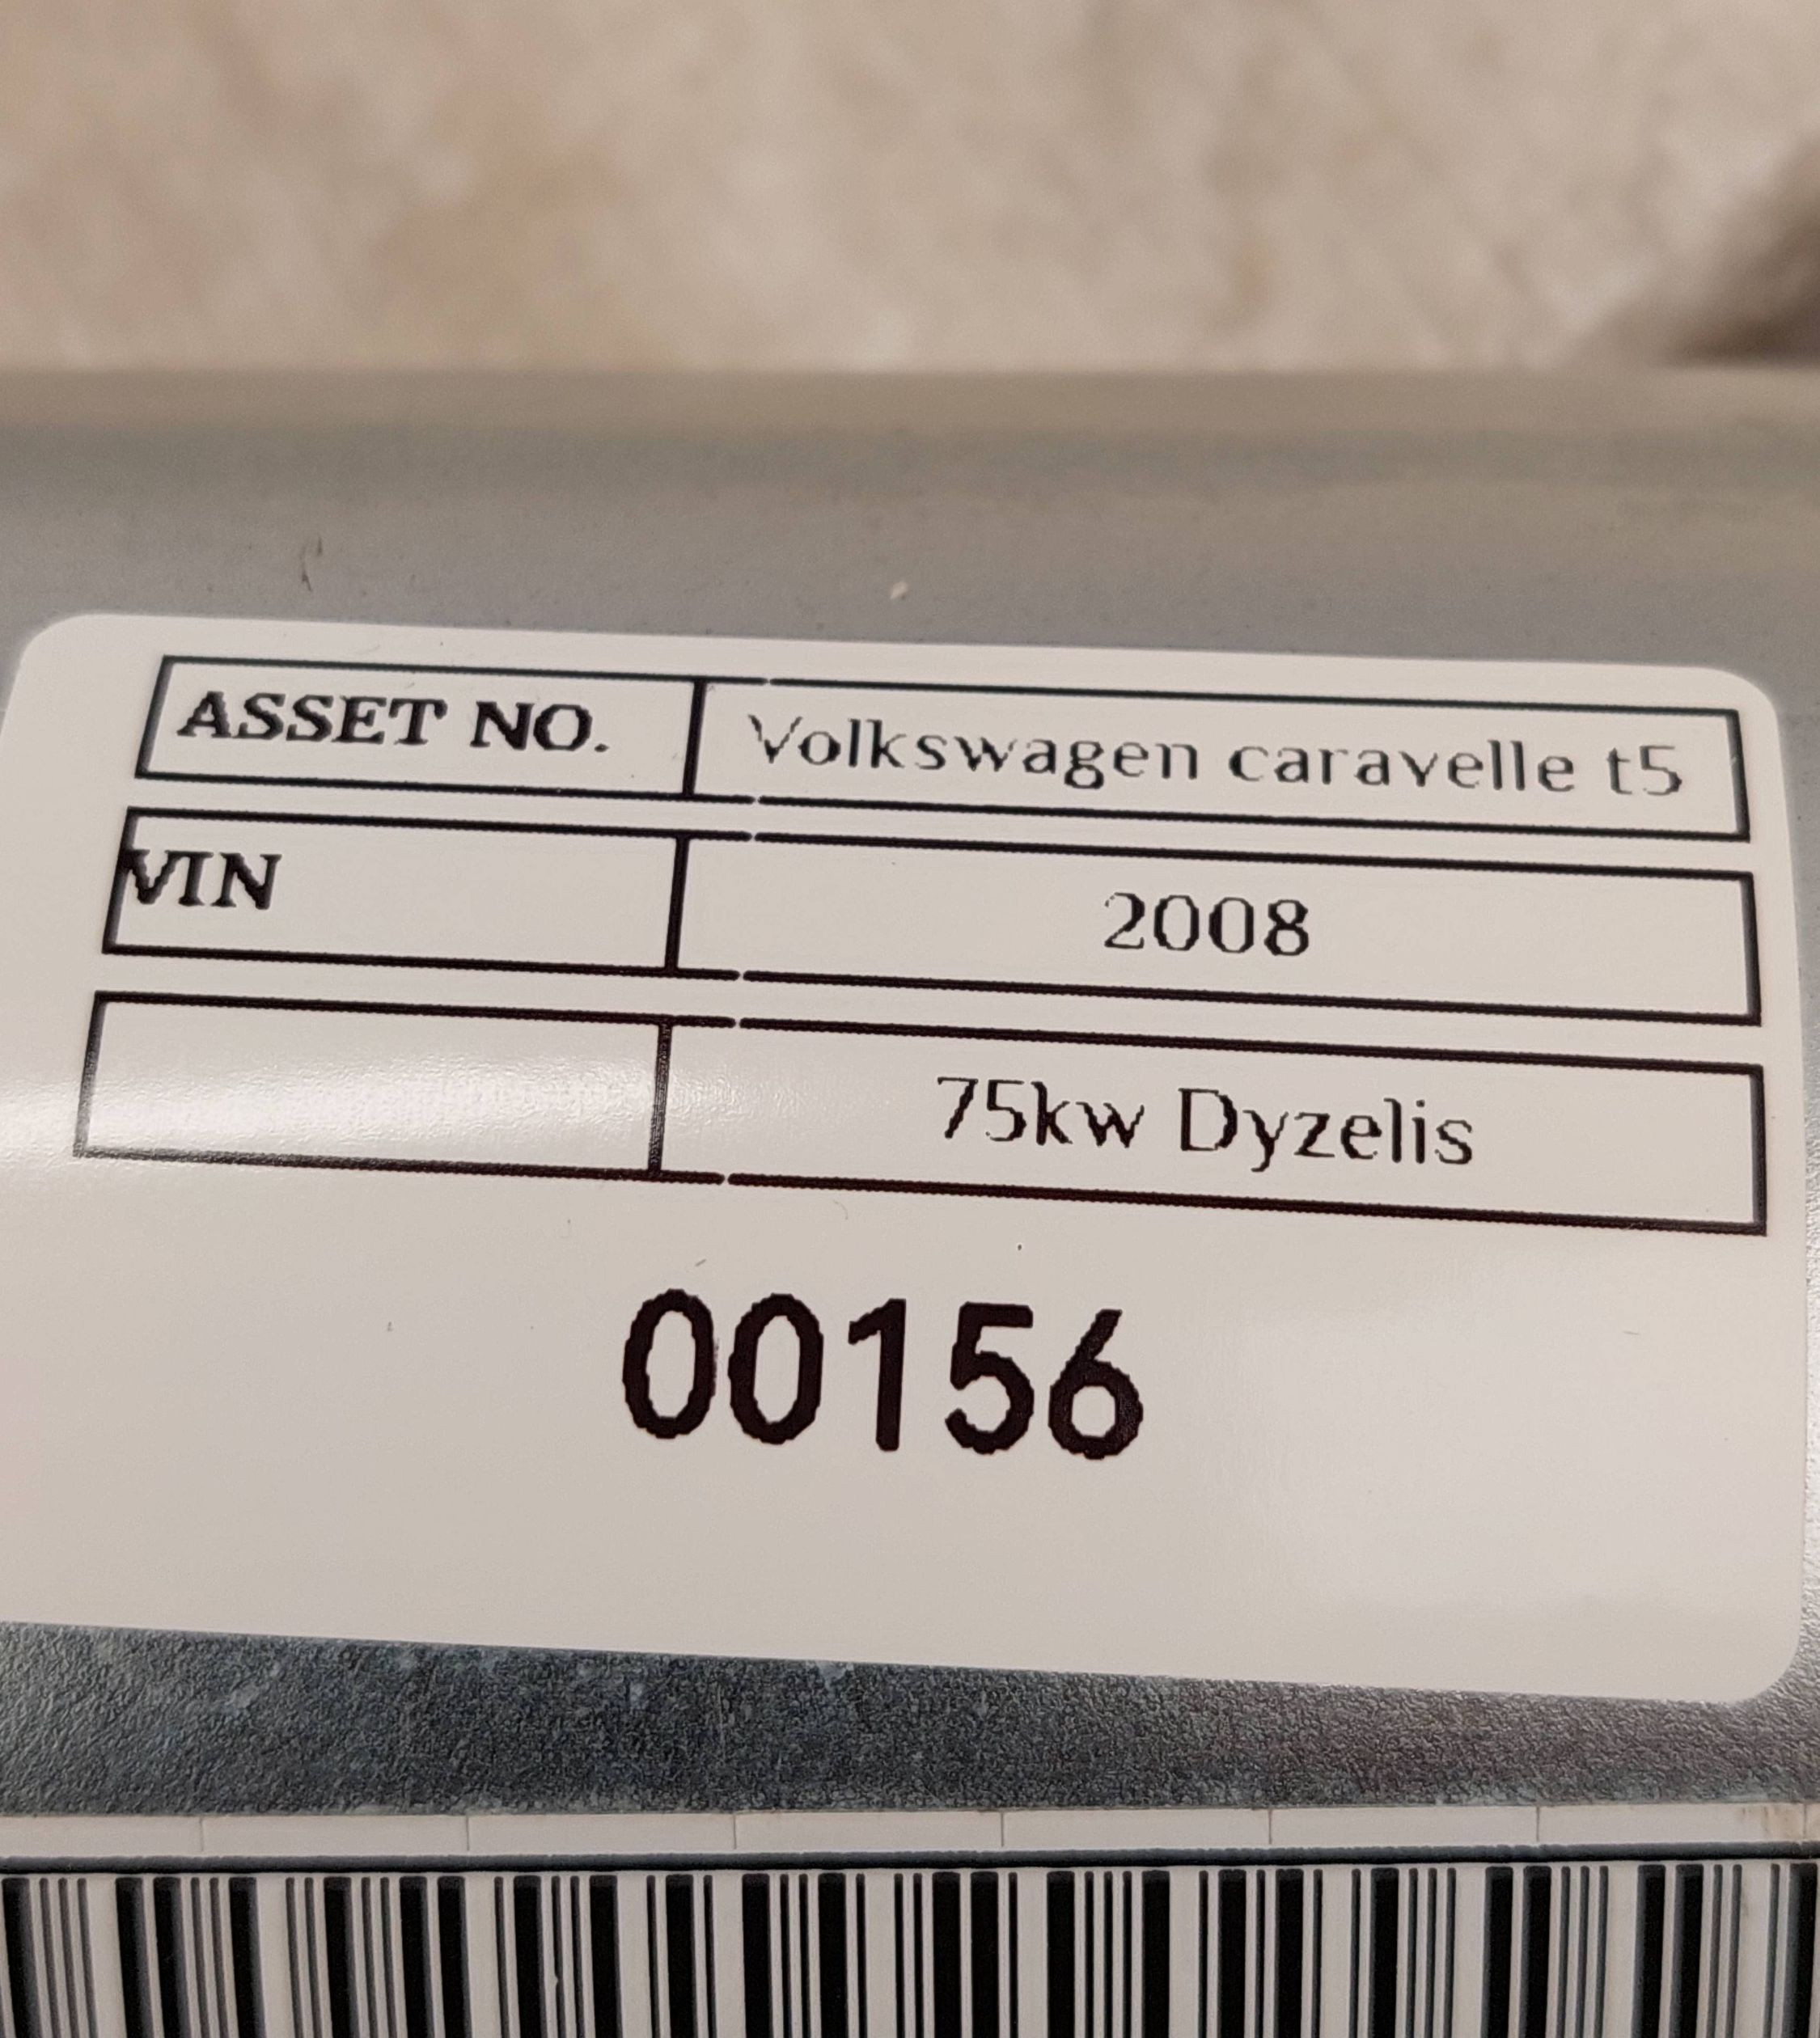 ASSET NO. Volkswagen caravelle t5
VIN 2008
75kw Dyzelis
00156